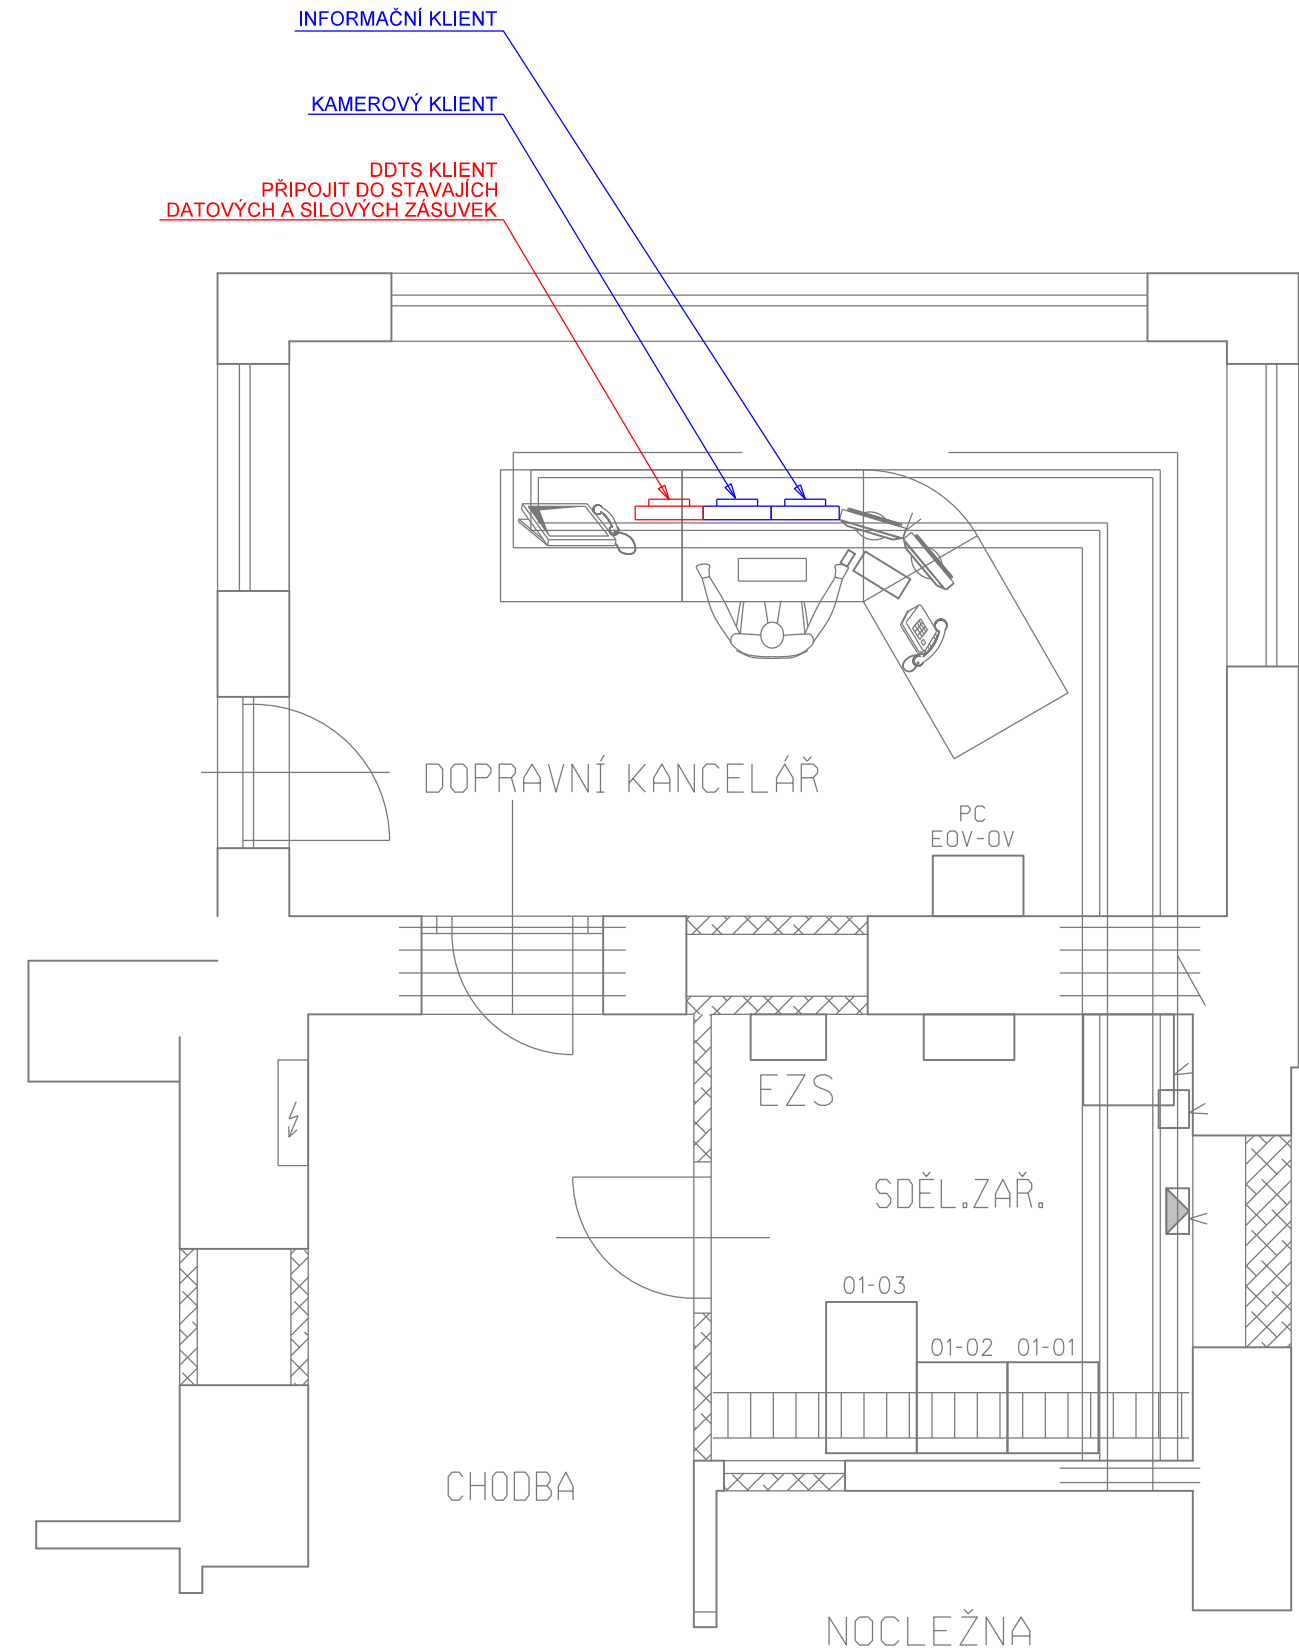 INFORMAČNÍ KLIENT
KAMEROVÝ KLIENT
DDTS KLIENT
PŘIPOJIT DO STAVAJÍCH
DATOVÝCH A SILOVÝCH ZÁSUVEK
DOPRAVNÍ KANCELÁŘ
PC
EOV-OV
EZS
SDĚL.ZAŘ.
01-03
01-02 01-01
CHODBA
NOCLEŽNA